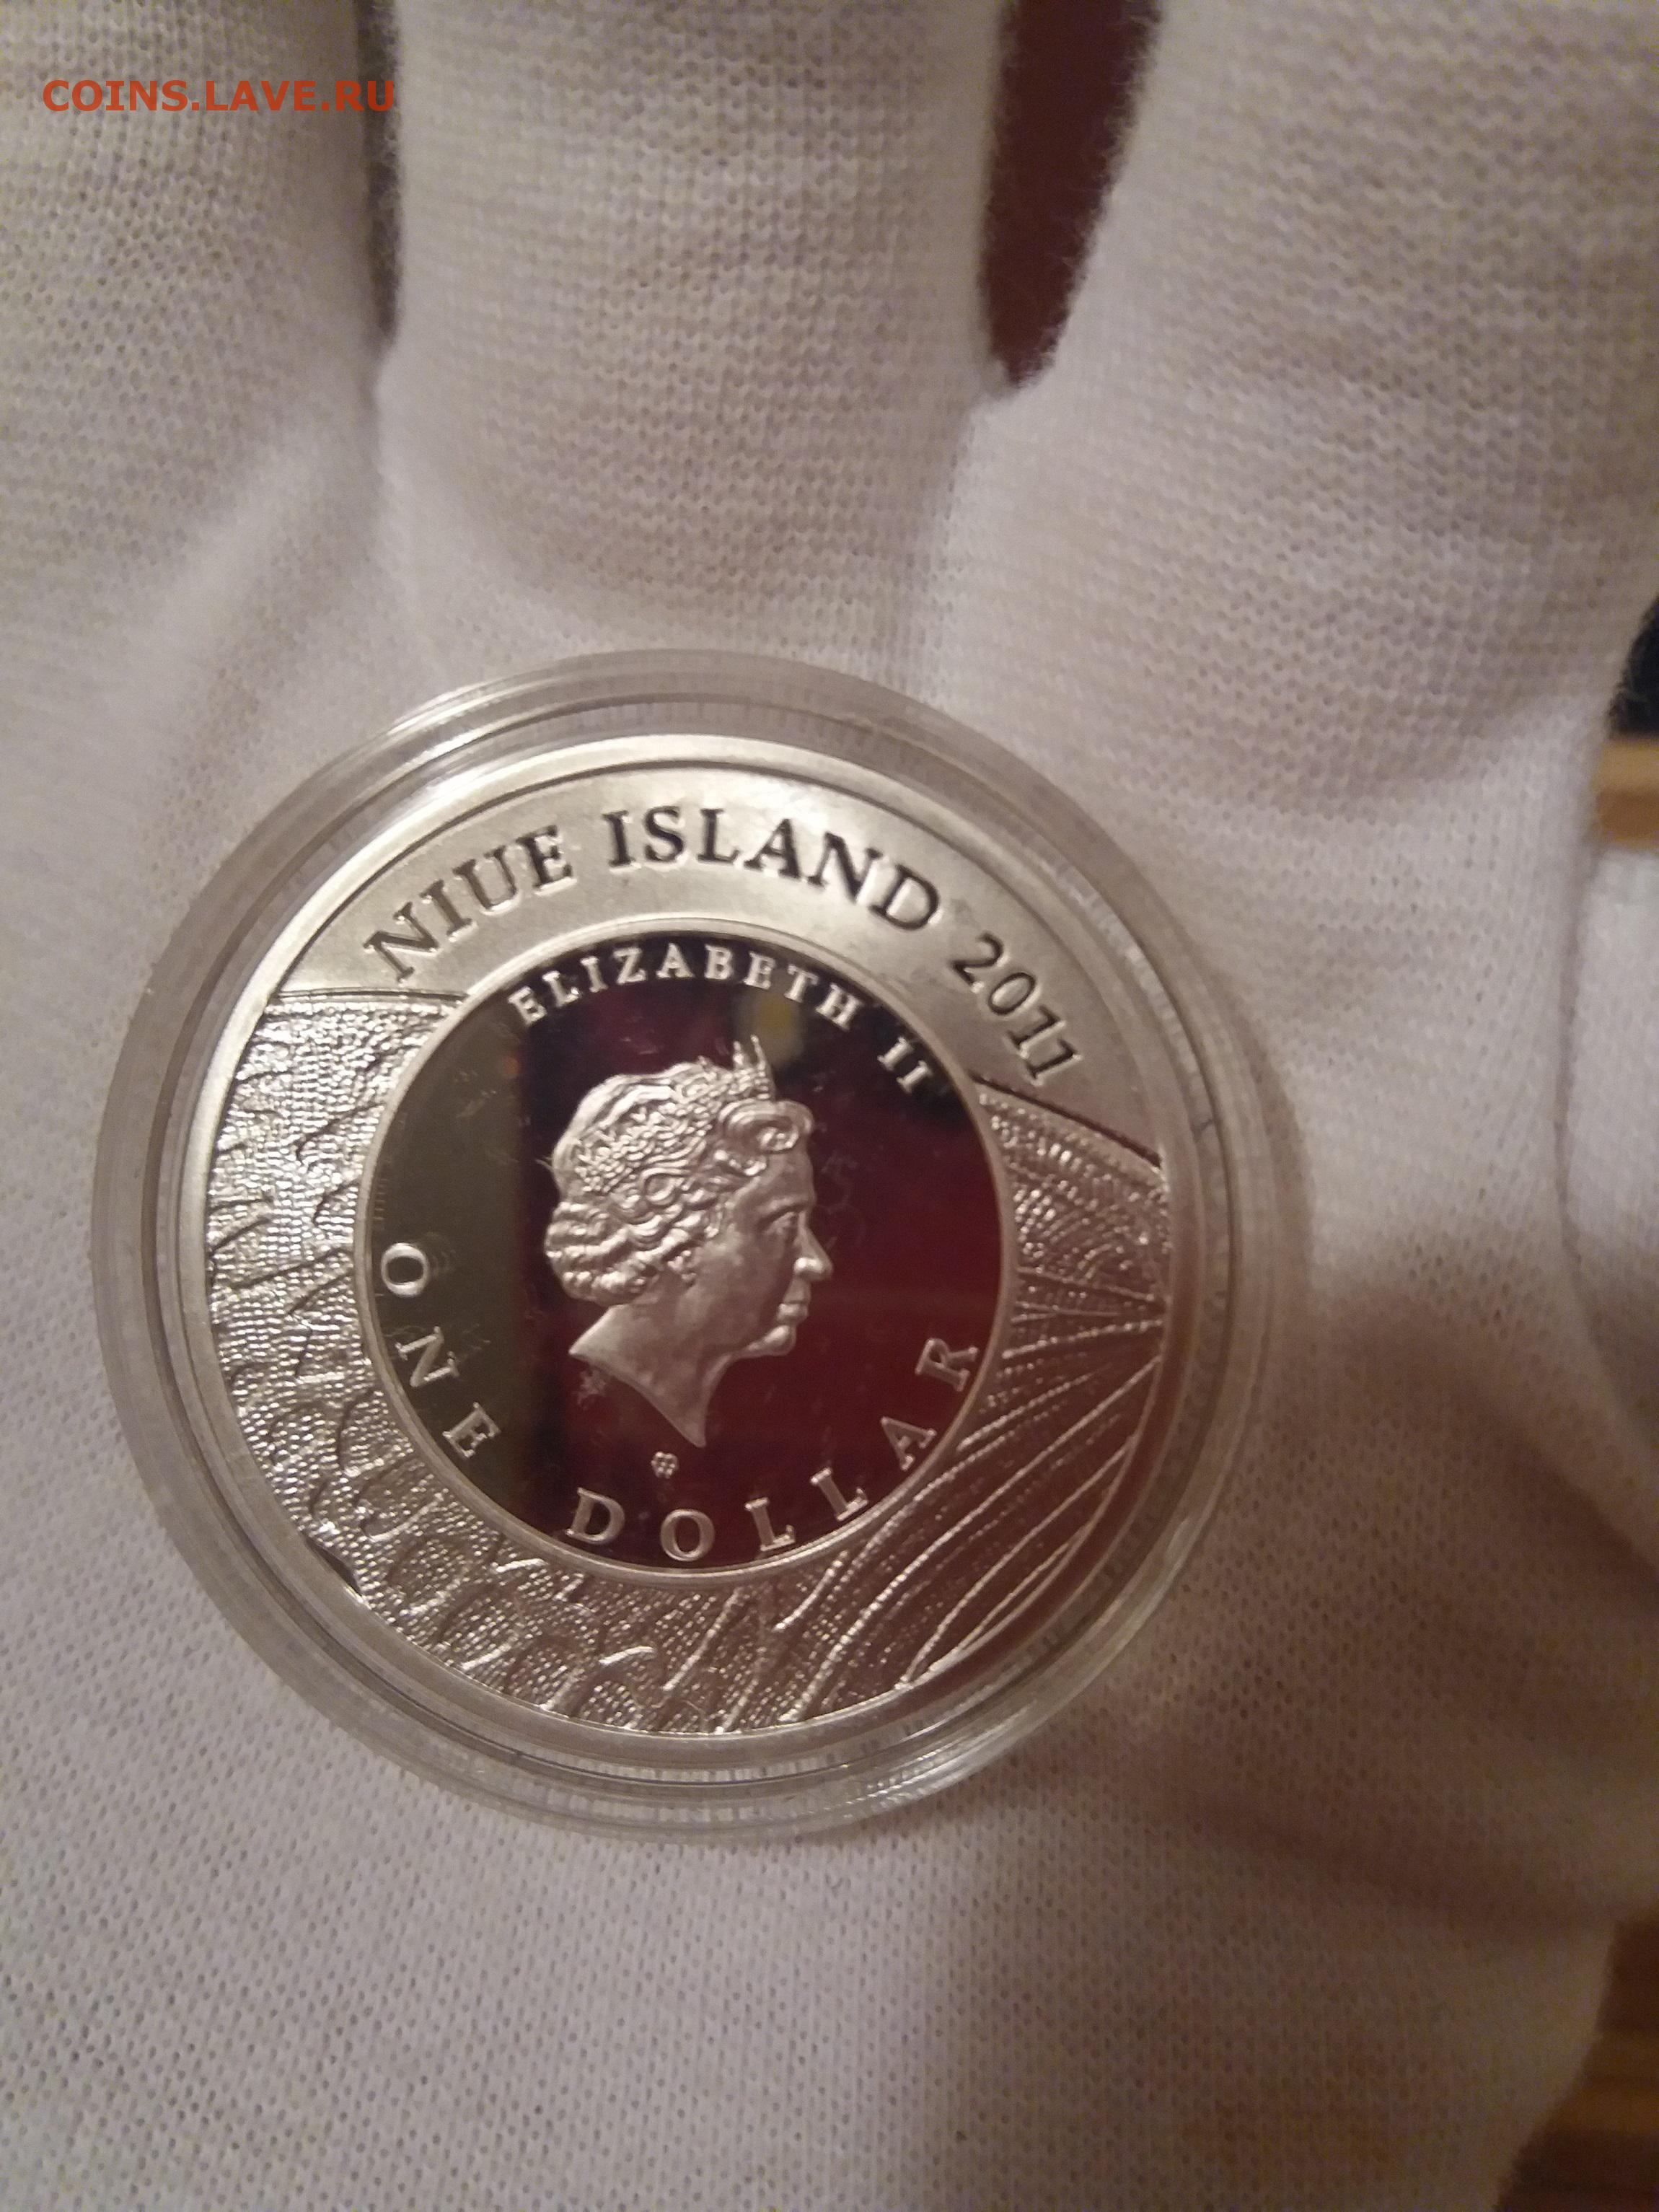 COINS.LAVE.RU
NIUE ISLAND 2011
ELIZABETH II
ONE DOLLAR